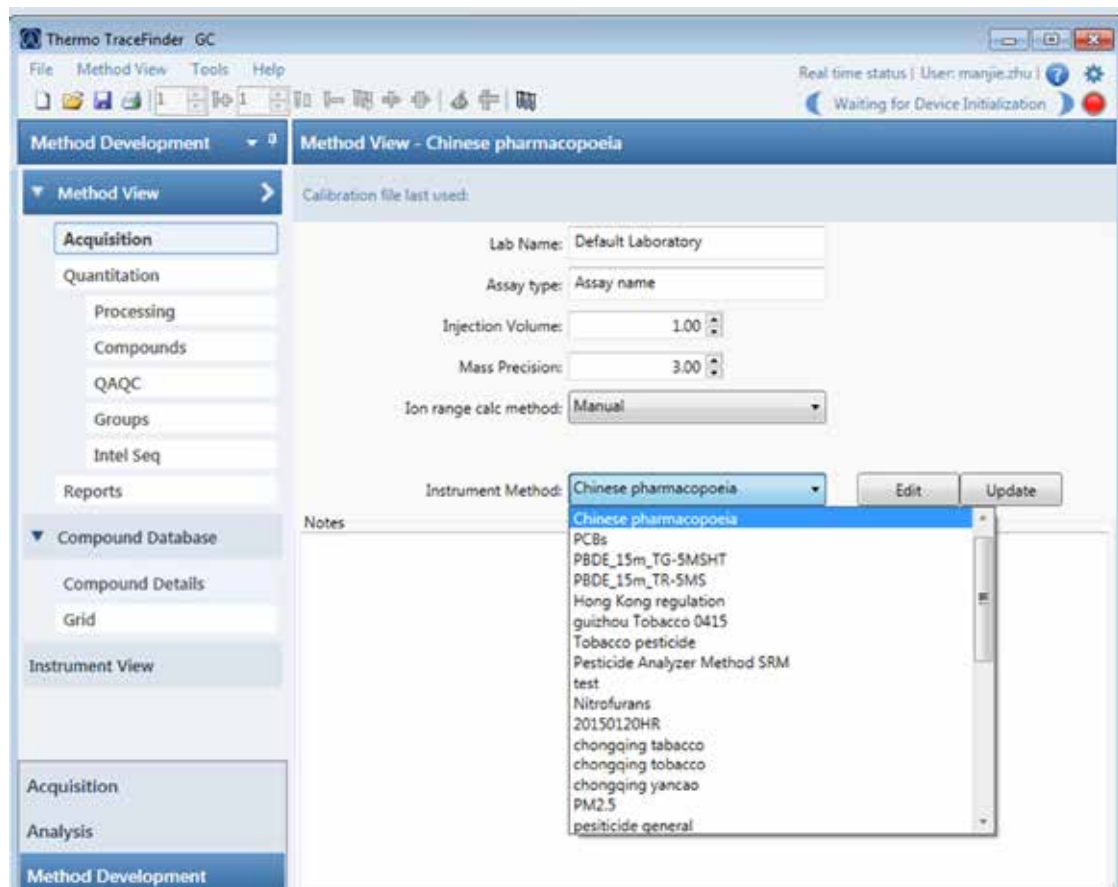 Thermo TraceFinder GC
File Method View Tools Help
Real time status | User: manjie.zhu |
1 1
Waiting for Device Initialization
Method Development
Method View - Chinese pharmacopoeia
Method View
Calibration file last used:
Acquisition
Lab Name: Default Laboratory
Quantitation
Assay type: Assay name
Processing
Injection Volume: 1.00
Compounds
Mass Precision: 3.00
QAQC
Ion range calc method: Manual
Groups
Intel Seq
Reports
Instrument Method: Chinese pharmacopoeia Edit Update
Notes
Chinese pharmacopoeia
PCBs
PBDE_15m_TG-5MSHT
PBDE_15m_TR-5MS
Hong Kong regulation
guizhou Tobacco 0415
Tobacco pesticide
Pesticide Analyzer Method SRM
test
Nitrofurans
20150120HR
chongqing tabacco
chongqing tobacco
chongqing yancao
PM2.5
pesiticide general
Compound Database
Compound Details
Grid
Instrument View
Acquisition
Analysis
Method Development